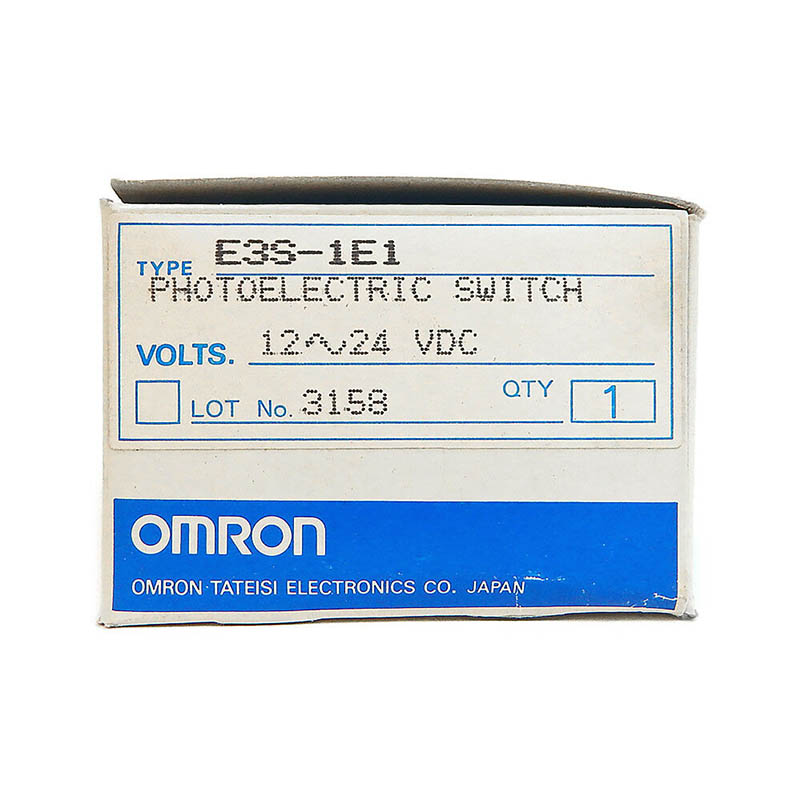 TYPE E3S-1E1
PHOTOELECTRIC SWITCH
VOLTS. 12~24 VDC
LOT No. 3158 QTY 1
OMRON
OMRON TATEISI ELECTRONICS CO. JAPAN